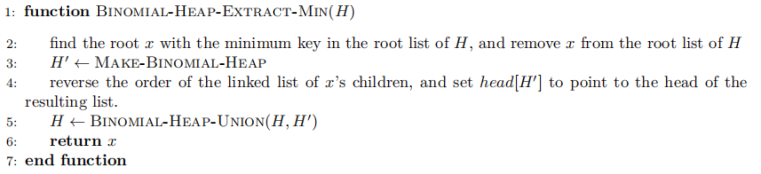 1: function BINOMIAL-HEAP-EXTRACT-MIN(H)
2: find the root x with the minimum key in the root list of H, and remove x from the root list of H
3: H′ ← MAKE-BINOMIAL-HEAP
4: reverse the order of the linked list of x's children, and set head[H′] to point to the head of the
resulting list.
5: H ← BINOMIAL-HEAP-UNION(H, H′)
6: return x
7: end function